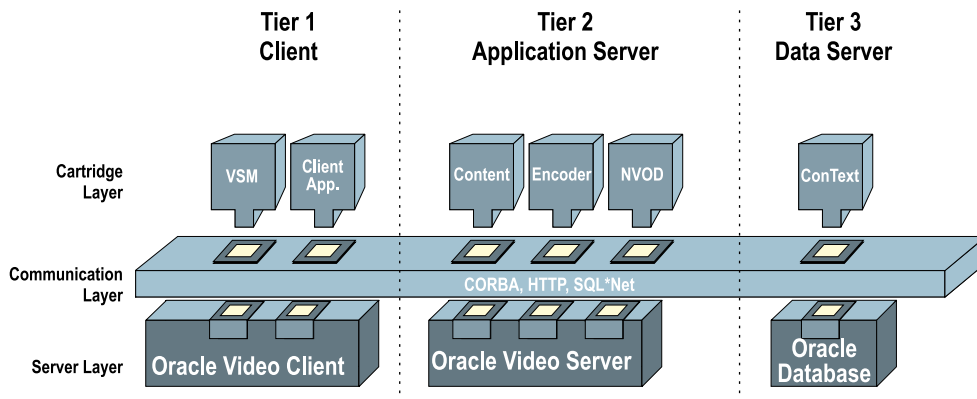 Tier 1
Client
Tier 2
Application Server
Tier 3
Data Server
Cartridge
Layer
VSM
Client
App.
Content
Encoder
NVOD
ConText
Communication
Layer
CORBA, HTTP, SQL*Net
Server Layer
Oracle Video Client
Oracle Video Server
Oracle
Database